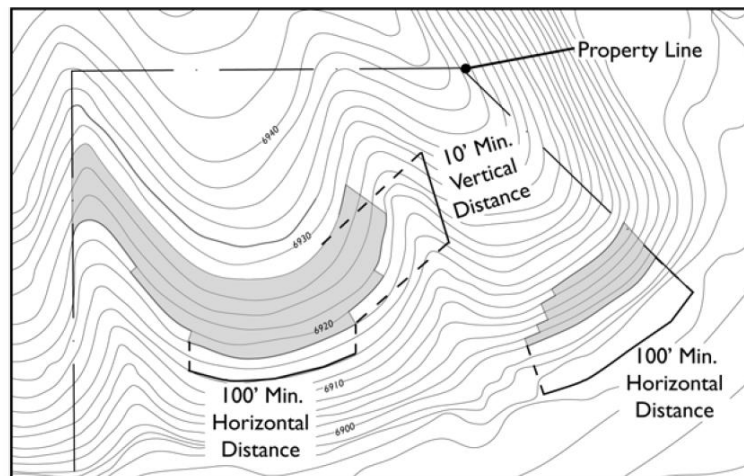 Property Line
6940
10' Min.
Vertical
Distance
6930
6920
6910
6900
100' Min.
Horizontal
Distance
100' Min.
Horizontal
Distance